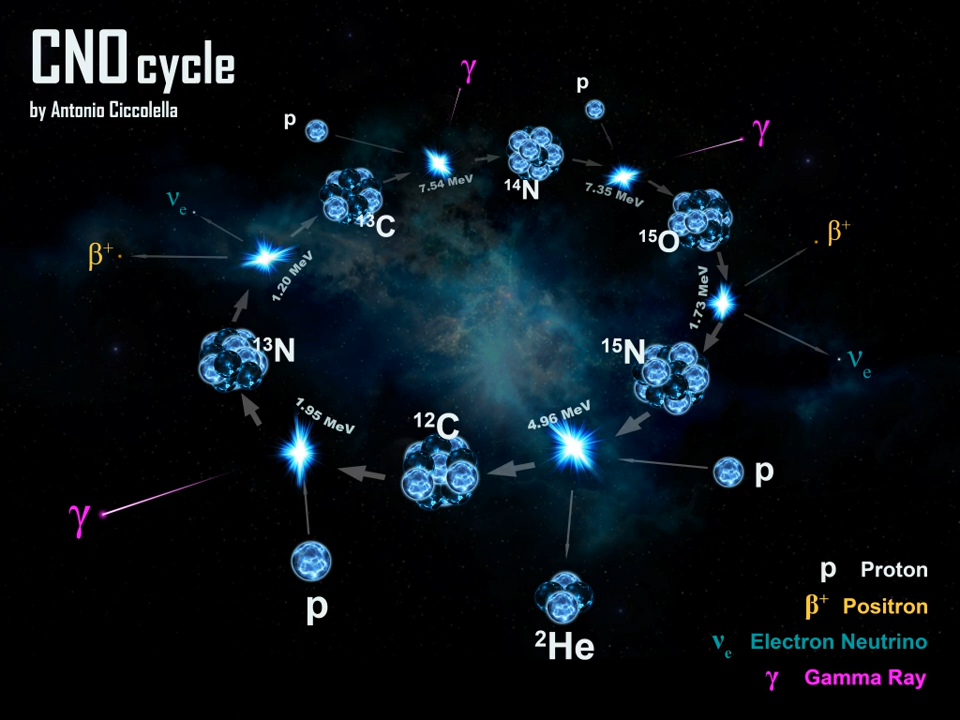 CNO cycle
by Antonio Ciccolella
γ
p
p
γ
7.54 MeV
¹⁴N
7.35 MeV
¹³C
νₑ
β⁺
1.20 MeV
¹⁵O
β⁺
1.73 MeV
¹³N
¹⁵N
νₑ
1.95 MeV
¹²C
4.96 MeV
p
γ
p
²He
p Proton
β⁺ Positron
νₑ Electron Neutrino
γ Gamma Ray